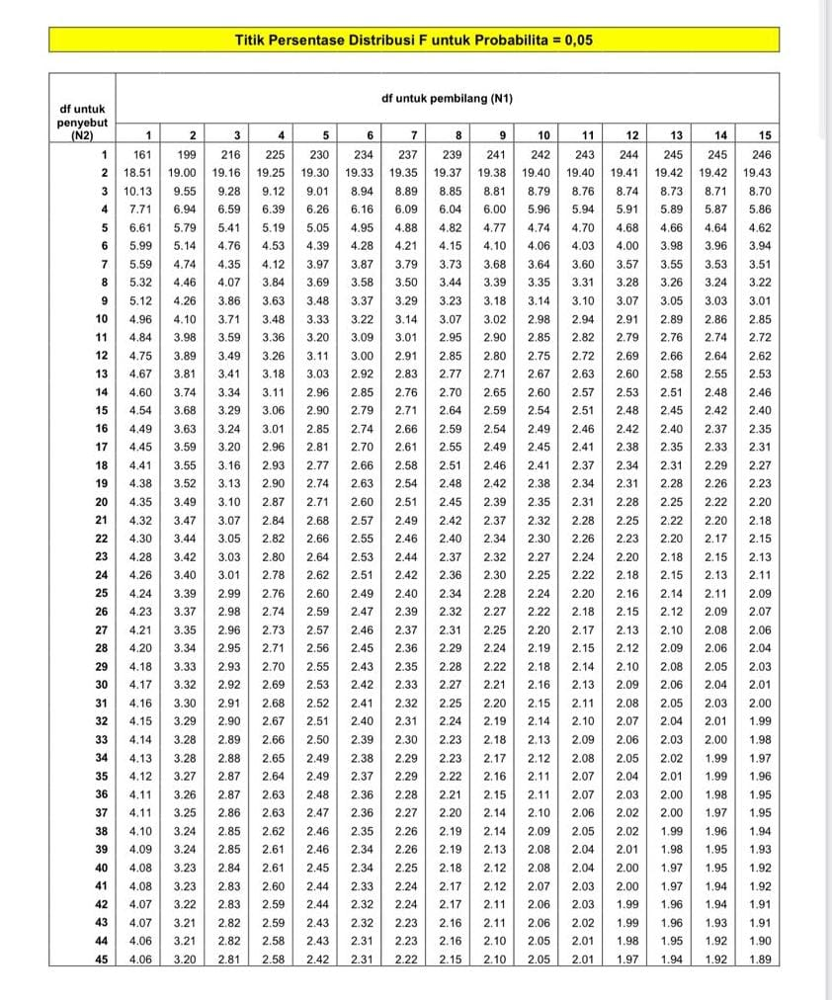 Titik Persentase Distribusi F untuk Probabilita = 0,05
df untuk pembilang (N1)
df untuk
penyebut
(N2) 1 2 3 4 5 6 7 8 9 10 11 12 13 14 15
1 161 199 216 225 230 234 237 239 241 242 243 244 245 245 246
2 18.51 19.00 19.16 19.25 19.30 19.33 19.35 19.37 19.38 19.40 19.40 19.41 19.42 19.42 19.43
3 10.13 9.55 9.28 9.12 9.01 8.94 8.89 8.85 8.81 8.79 8.76 8.74 8.73 8.71 8.70
4 7.71 6.94 6.59 6.39 6.26 6.16 6.09 6.04 6.00 5.96 5.94 5.91 5.89 5.87 5.86
5 6.61 5.79 5.41 5.19 5.05 4.95 4.88 4.82 4.77 4.74 4.70 4.68 4.66 4.64 4.62
6 5.99 5.14 4.76 4.53 4.39 4.28 4.21 4.15 4.10 4.06 4.03 4.00 3.98 3.96 3.94
7 5.59 4.74 4.35 4.12 3.97 3.87 3.79 3.73 3.68 3.64 3.60 3.57 3.55 3.53 3.51
8 5.32 4.46 4.07 3.84 3.69 3.58 3.50 3.44 3.39 3.35 3.31 3.28 3.26 3.24 3.22
9 5.12 4.26 3.86 3.63 3.48 3.37 3.29 3.23 3.18 3.14 3.10 3.07 3.05 3.03 3.01
10 4.96 4.10 3.71 3.48 3.33 3.22 3.14 3.07 3.02 2.98 2.94 2.91 2.89 2.86 2.85
11 4.84 3.98 3.59 3.36 3.20 3.09 3.01 2.95 2.90 2.85 2.82 2.79 2.76 2.74 2.72
12 4.75 3.89 3.49 3.26 3.11 3.00 2.91 2.85 2.80 2.75 2.72 2.69 2.66 2.64 2.62
13 4.67 3.81 3.41 3.18 3.03 2.92 2.83 2.77 2.71 2.67 2.63 2.60 2.58 2.55 2.53
14 4.60 3.74 3.34 3.11 2.96 2.85 2.76 2.70 2.65 2.60 2.57 2.53 2.51 2.48 2.46
15 4.54 3.68 3.29 3.06 2.90 2.79 2.71 2.64 2.59 2.54 2.51 2.48 2.45 2.42 2.40
16 4.49 3.63 3.24 3.01 2.85 2.74 2.66 2.59 2.54 2.49 2.46 2.42 2.40 2.37 2.35
17 4.45 3.59 3.20 2.96 2.81 2.70 2.61 2.55 2.49 2.45 2.41 2.38 2.35 2.33 2.31
18 4.41 3.55 3.16 2.93 2.77 2.66 2.58 2.51 2.46 2.41 2.37 2.34 2.31 2.29 2.27
19 4.38 3.52 3.13 2.90 2.74 2.63 2.54 2.48 2.42 2.38 2.34 2.31 2.28 2.26 2.23
20 4.35 3.49 3.10 2.87 2.71 2.60 2.51 2.45 2.39 2.35 2.31 2.28 2.25 2.22 2.20
21 4.32 3.47 3.07 2.84 2.68 2.57 2.49 2.42 2.37 2.32 2.28 2.25 2.22 2.20 2.18
22 4.30 3.44 3.05 2.82 2.66 2.55 2.46 2.40 2.34 2.30 2.26 2.23 2.20 2.17 2.15
23 4.28 3.42 3.03 2.80 2.64 2.53 2.44 2.37 2.32 2.27 2.24 2.20 2.18 2.15 2.13
24 4.26 3.40 3.01 2.78 2.62 2.51 2.42 2.36 2.30 2.25 2.22 2.18 2.15 2.13 2.11
25 4.24 3.39 2.99 2.76 2.60 2.49 2.40 2.34 2.28 2.24 2.20 2.16 2.14 2.11 2.09
26 4.23 3.37 2.98 2.74 2.59 2.47 2.39 2.32 2.27 2.22 2.18 2.15 2.12 2.09 2.07
27 4.21 3.35 2.96 2.73 2.57 2.46 2.37 2.31 2.25 2.20 2.17 2.13 2.10 2.08 2.06
28 4.20 3.34 2.95 2.71 2.56 2.45 2.36 2.29 2.24 2.19 2.15 2.12 2.09 2.06 2.04
29 4.18 3.33 2.93 2.70 2.55 2.43 2.35 2.28 2.22 2.18 2.14 2.10 2.08 2.05 2.03
30 4.17 3.32 2.92 2.69 2.53 2.42 2.33 2.27 2.21 2.16 2.13 2.09 2.06 2.04 2.01
31 4.16 3.30 2.91 2.68 2.52 2.41 2.32 2.25 2.20 2.15 2.11 2.08 2.05 2.03 2.00
32 4.15 3.29 2.90 2.67 2.51 2.40 2.31 2.24 2.19 2.14 2.10 2.07 2.04 2.01 1.99
33 4.14 3.28 2.89 2.66 2.50 2.39 2.30 2.23 2.18 2.13 2.09 2.06 2.03 2.00 1.98
34 4.13 3.28 2.88 2.65 2.49 2.38 2.29 2.23 2.17 2.12 2.08 2.05 2.02 1.99 1.97
35 4.12 3.27 2.87 2.64 2.49 2.37 2.29 2.22 2.16 2.11 2.07 2.04 2.01 1.99 1.96
36 4.11 3.26 2.87 2.63 2.48 2.36 2.28 2.21 2.15 2.11 2.07 2.03 2.00 1.98 1.95
37 4.11 3.25 2.86 2.63 2.47 2.36 2.27 2.20 2.14 2.10 2.06 2.02 2.00 1.97 1.95
38 4.10 3.24 2.85 2.62 2.46 2.35 2.26 2.19 2.14 2.09 2.05 2.02 1.99 1.96 1.94
39 4.09 3.24 2.85 2.61 2.46 2.34 2.26 2.19 2.13 2.08 2.04 2.01 1.98 1.95 1.93
40 4.08 3.23 2.84 2.61 2.45 2.34 2.25 2.18 2.12 2.08 2.04 2.00 1.97 1.95 1.92
41 4.08 3.23 2.83 2.60 2.44 2.33 2.24 2.17 2.12 2.07 2.03 2.00 1.97 1.94 1.92
42 4.07 3.22 2.83 2.59 2.44 2.32 2.24 2.17 2.11 2.06 2.03 1.99 1.96 1.94 1.91
43 4.07 3.21 2.82 2.59 2.43 2.32 2.23 2.16 2.11 2.06 2.02 1.99 1.96 1.93 1.91
44 4.06 3.21 2.82 2.58 2.43 2.31 2.23 2.16 2.10 2.05 2.01 1.98 1.95 1.92 1.90
45 4.06 3.20 2.81 2.58 2.42 2.31 2.22 2.15 2.10 2.05 2.01 1.97 1.94 1.92 1.89